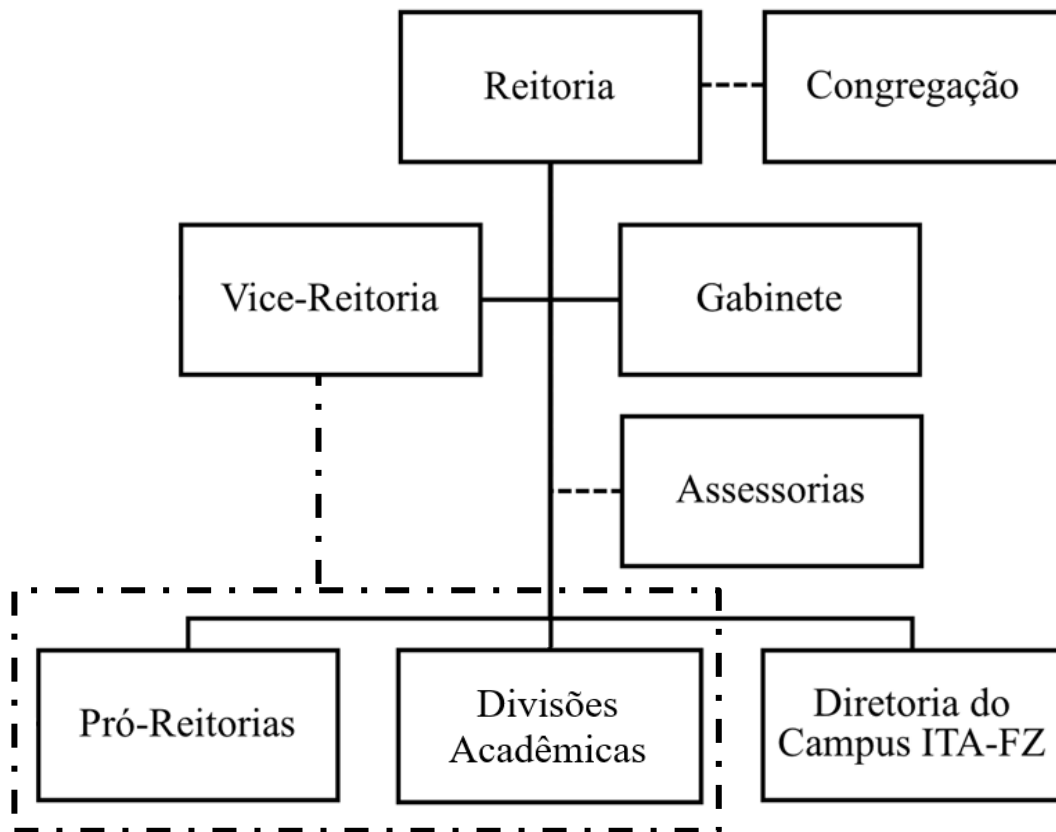 Reitoria
Congregação
Vice-Reitoria
Gabinete
Assessorias
Pró-Reitorias
Divisões
Acadêmicas
Diretoria do
Campus ITA-FZ